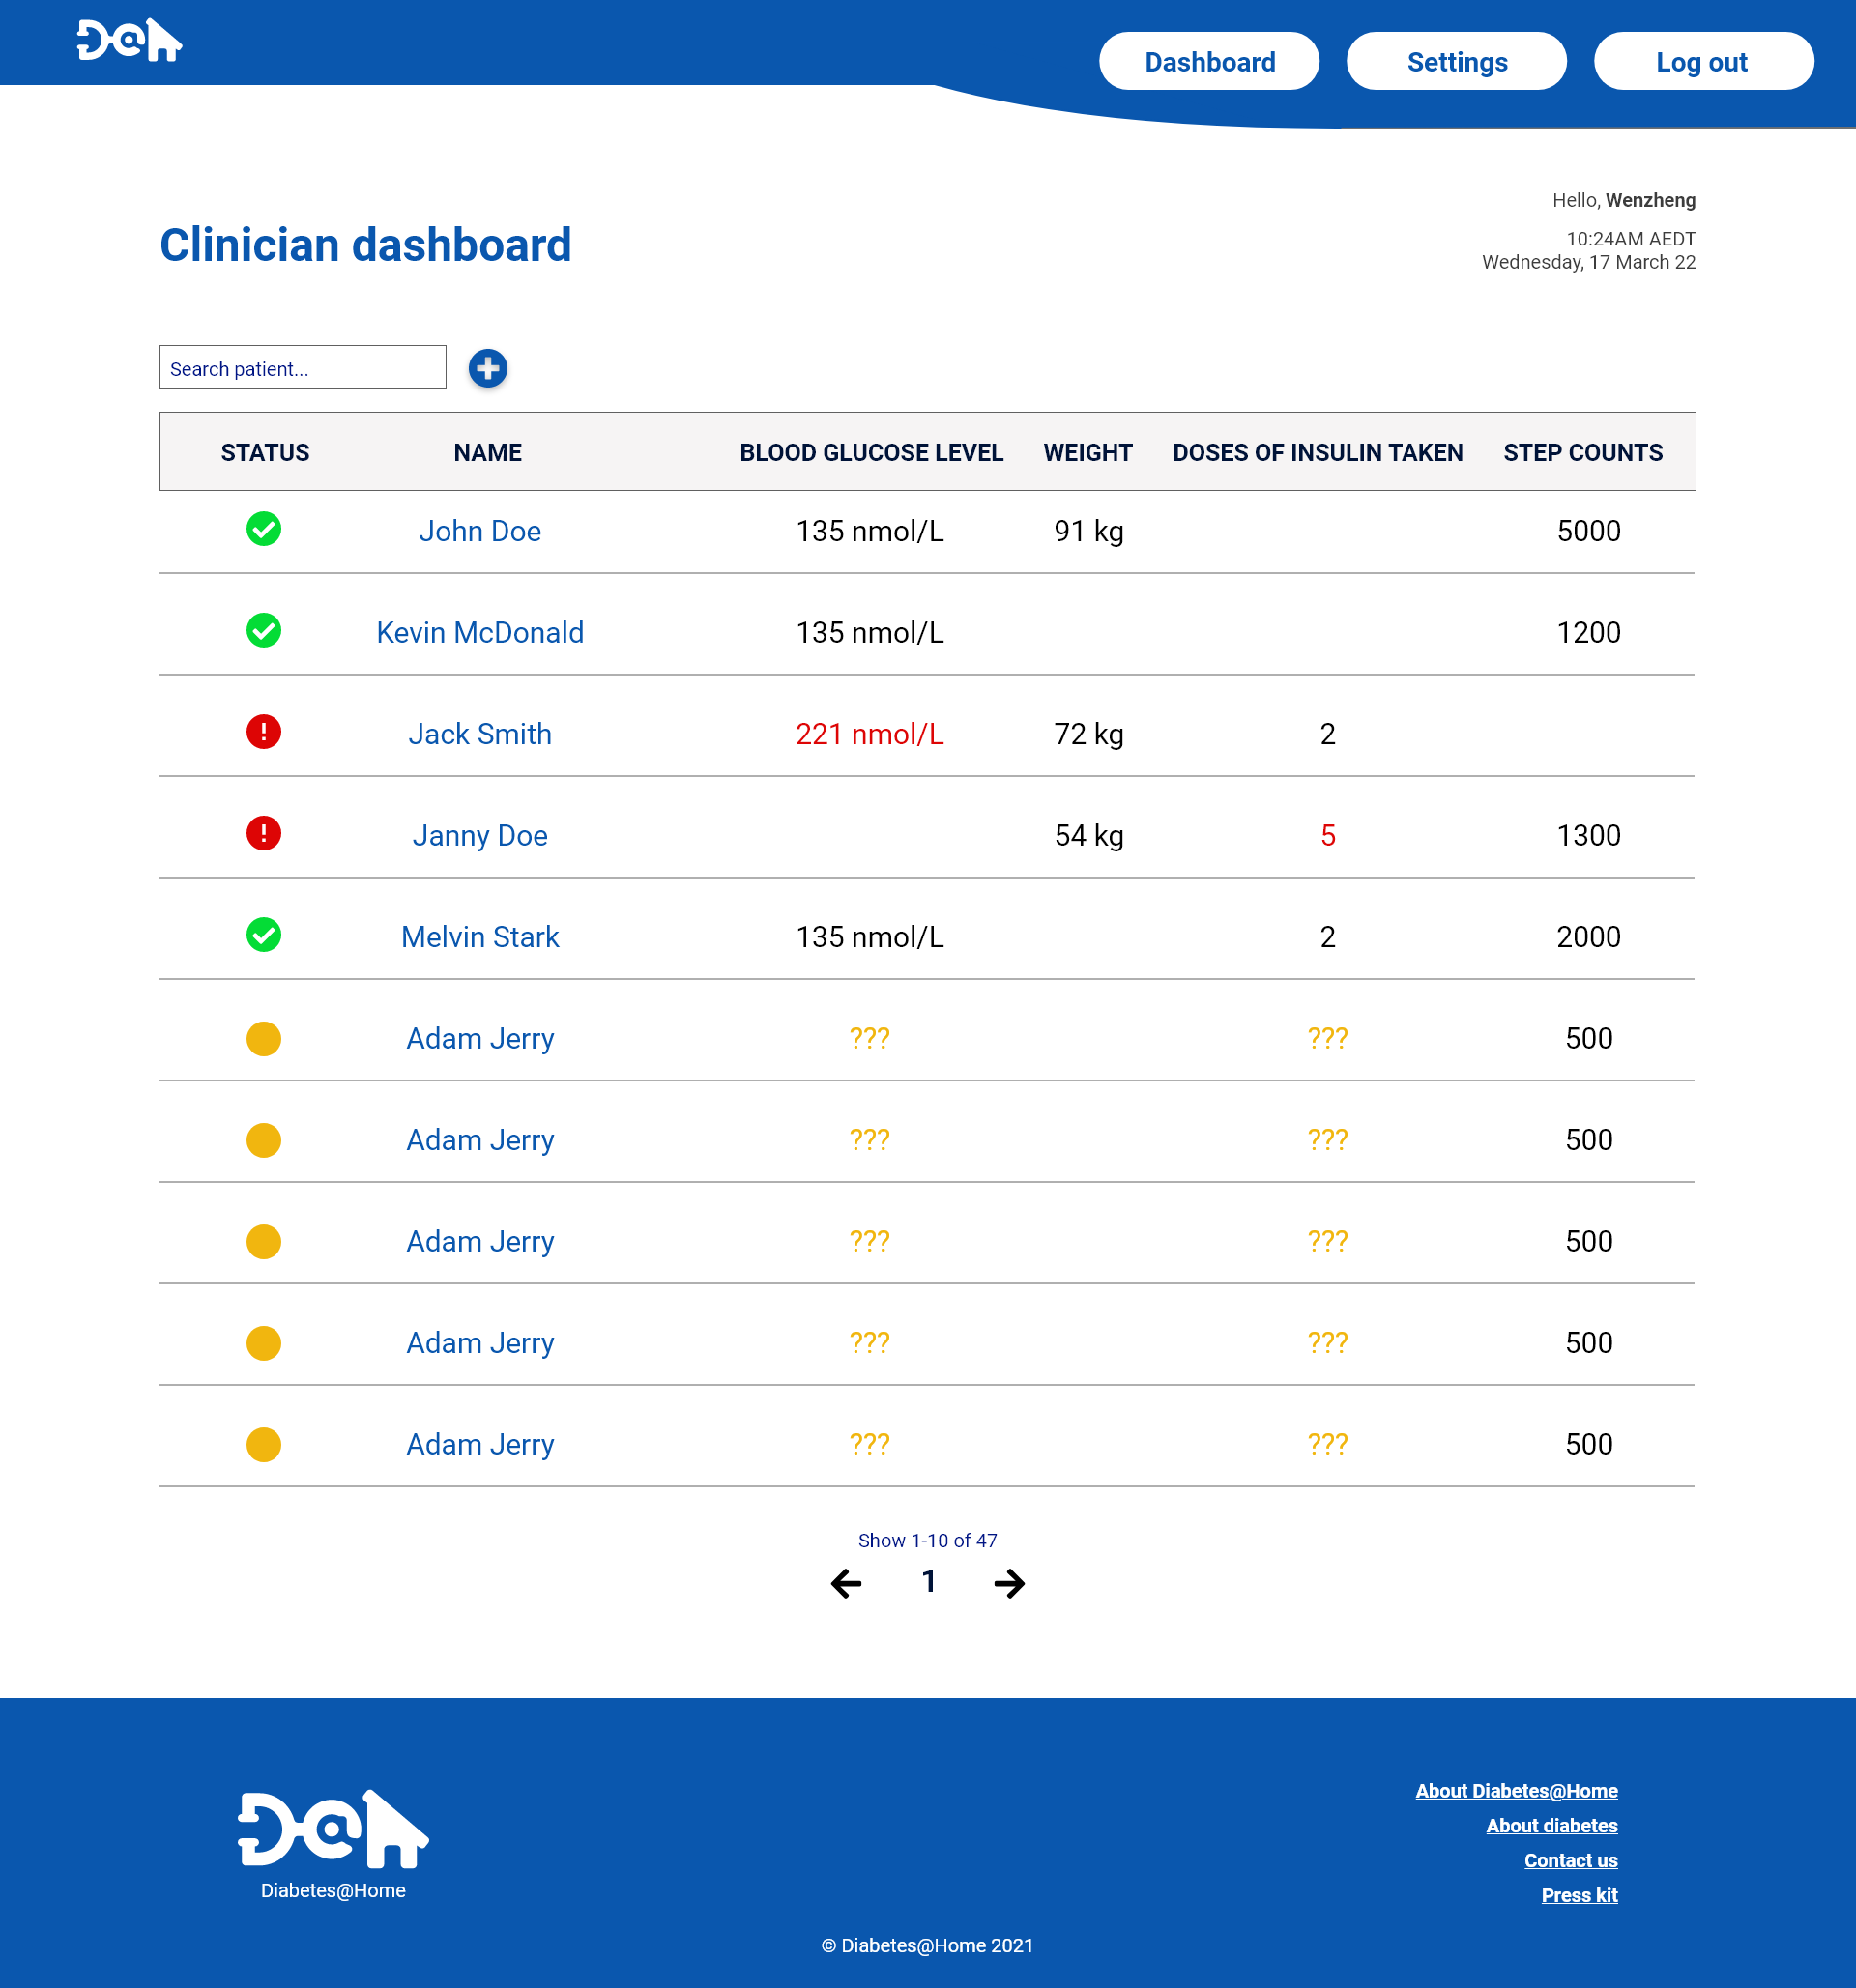 D@h
Dashboard Settings Log out
Hello, Wenzheng
Clinician dashboard
10:24AM AEDT
Wednesday, 17 March 22
Search patient...
STATUS NAME BLOOD GLUCOSE LEVEL WEIGHT DOSES OF INSULIN TAKEN STEP COUNTS
John Doe 135 nmol/L 91 kg 5000
Kevin McDonald 135 nmol/L 1200
Jack Smith 221 nmol/L 72 kg 2
Janny Doe 54 kg 5 1300
Melvin Stark 135 nmol/L 2 2000
Adam Jerry ??? ??? 500
Adam Jerry ??? ??? 500
Adam Jerry ??? ??? 500
Adam Jerry ??? ??? 500
Adam Jerry ??? ??? 500
Show 1-10 of 47
1
D@h
Diabetes@Home
About Diabetes@Home
About diabetes
Contact us
Press kit
© Diabetes@Home 2021